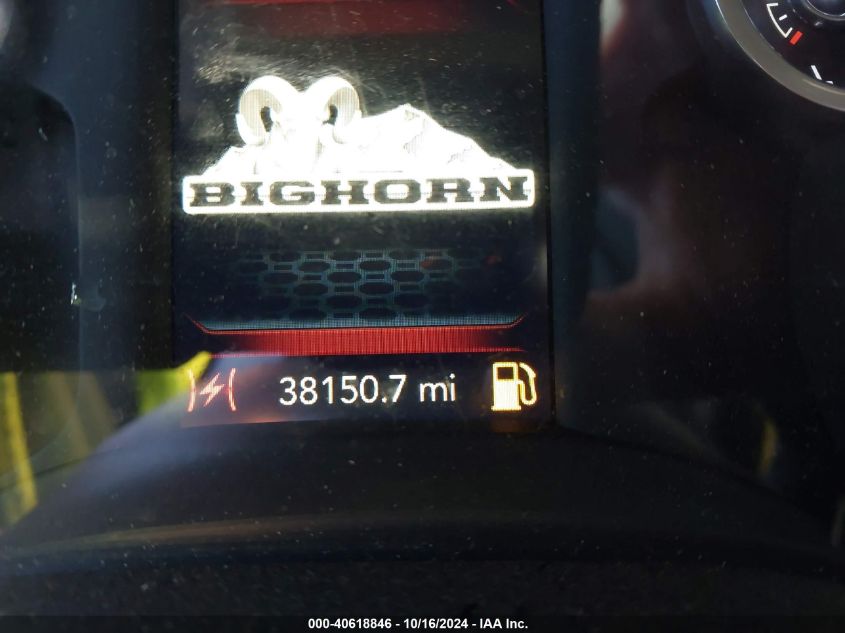 BIGHORN
38150.7 mi
000-40618846 - 10/16/2024 - IAA Inc.